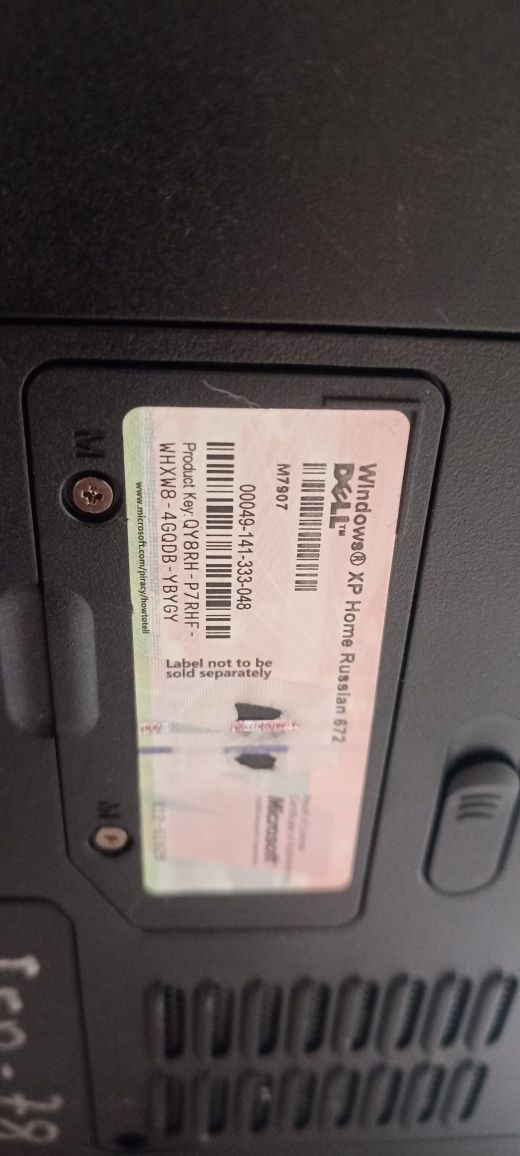 Windows® XP Home Russian 672
DELL™
M7907
00049-141-333-048
Product Key: QY8RH-P7RHF-
WHXWB-4GQDB-YBYGY
www.microsoft.com/piracy/howtotell
Label not to be
sold separately
Microsoft
M